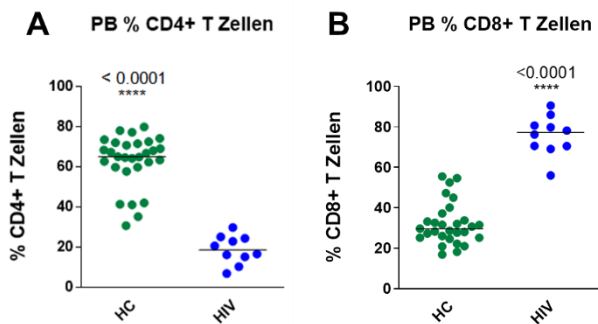 A
PB % CD4+ T Zellen
< 0.0001
****
% CD4+ T Zellen
100
80
60
40
20
0
HC
HIV
B
PB % CD8+ T Zellen
<0.0001
****
% CD8+ T Zellen
100
80
60
40
20
0
HC
HIV